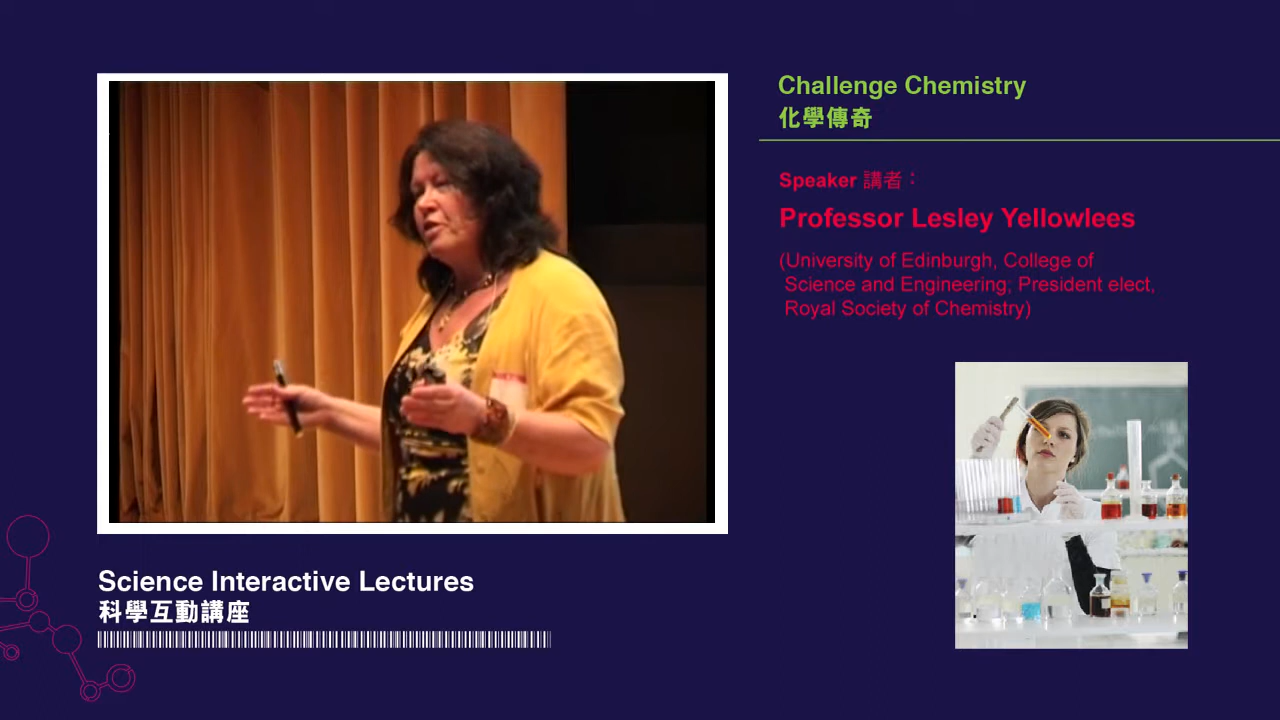 Challenge Chemistry
化學傳奇
Speaker 講者：
Professor Lesley Yellowlees
(University of Edinburgh, College of
Science and Engineering; President elect,
Royal Society of Chemistry)
Science Interactive Lectures
科學互動講座